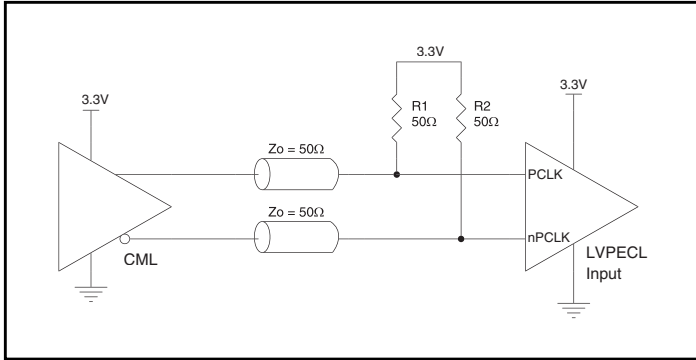 3.3V
3.3V
3.3V
R1
50Ω
R2
50Ω
Zo = 50Ω
PCLK
Zo = 50Ω
nPCLK
CML
LVPECL
Input